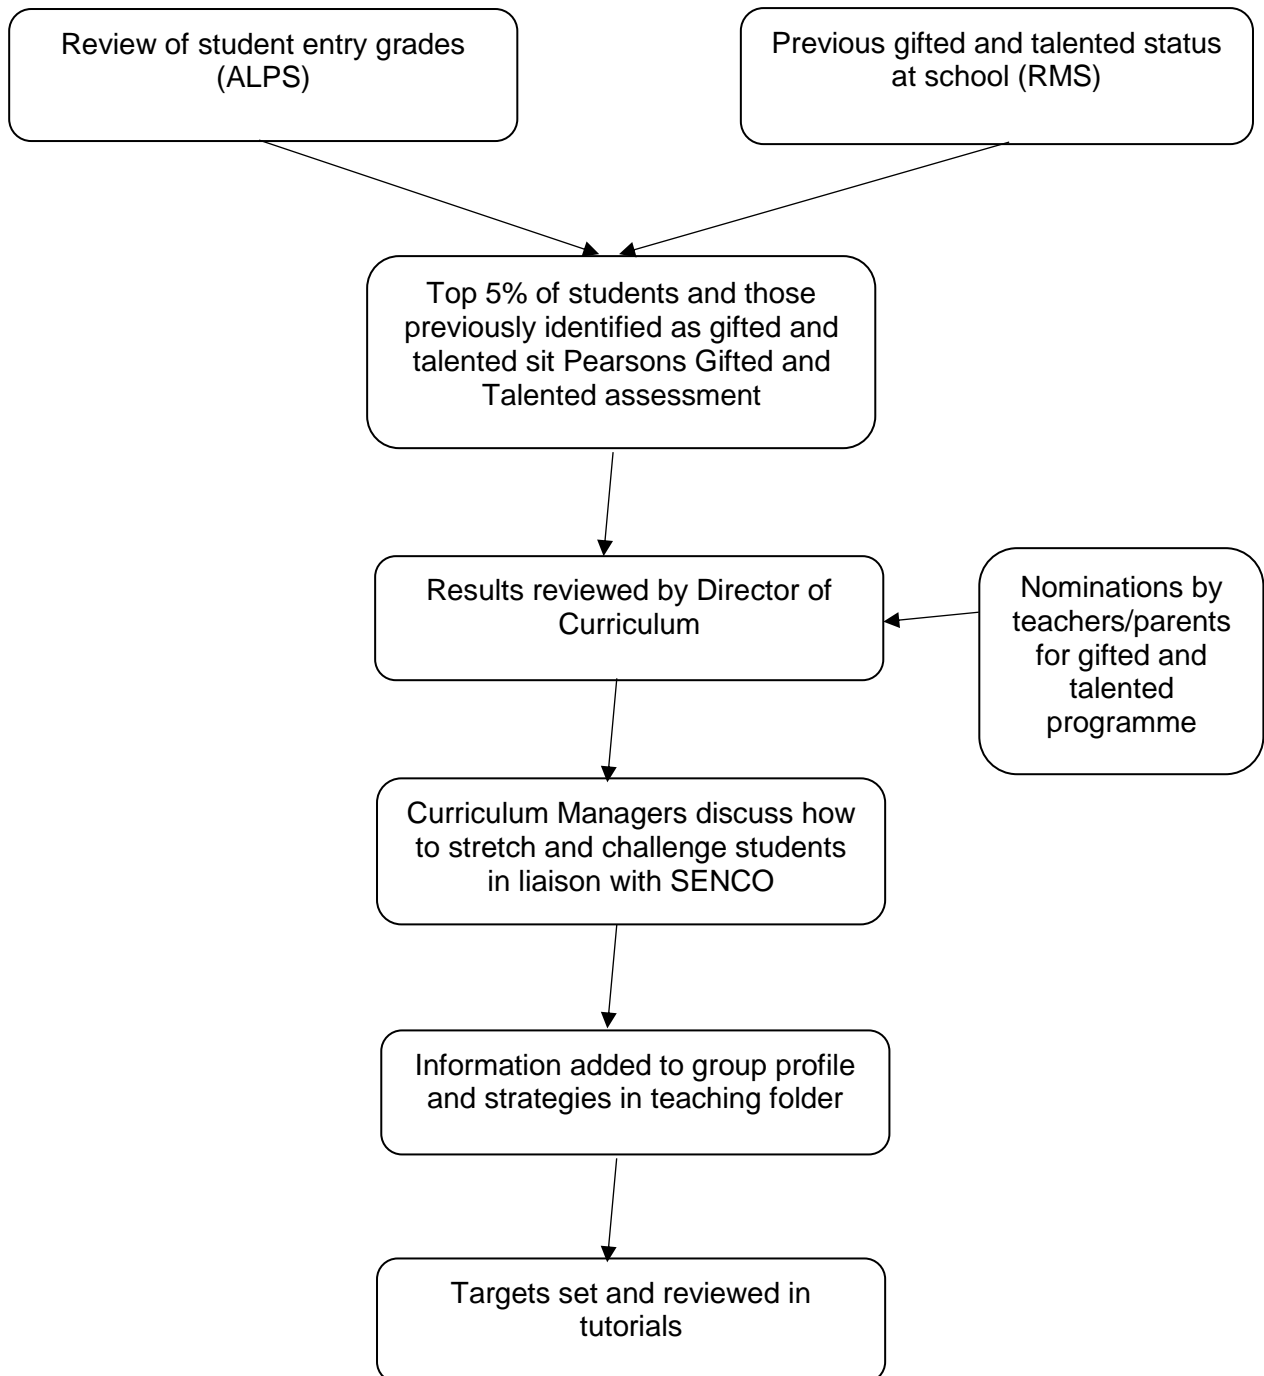 Review of student entry grades
(ALPS)
Previous gifted and talented status
at school (RMS)
Top 5% of students and those
previously identified as gifted and
talented sit Pearsons Gifted and
Talented assessment
Results reviewed by Director of
Curriculum
Nominations by
teachers/parents
for gifted and
talented
programme
Curriculum Managers discuss how
to stretch and challenge students
in liaison with SENCO
Information added to group profile
and strategies in teaching folder
Targets set and reviewed in
tutorials